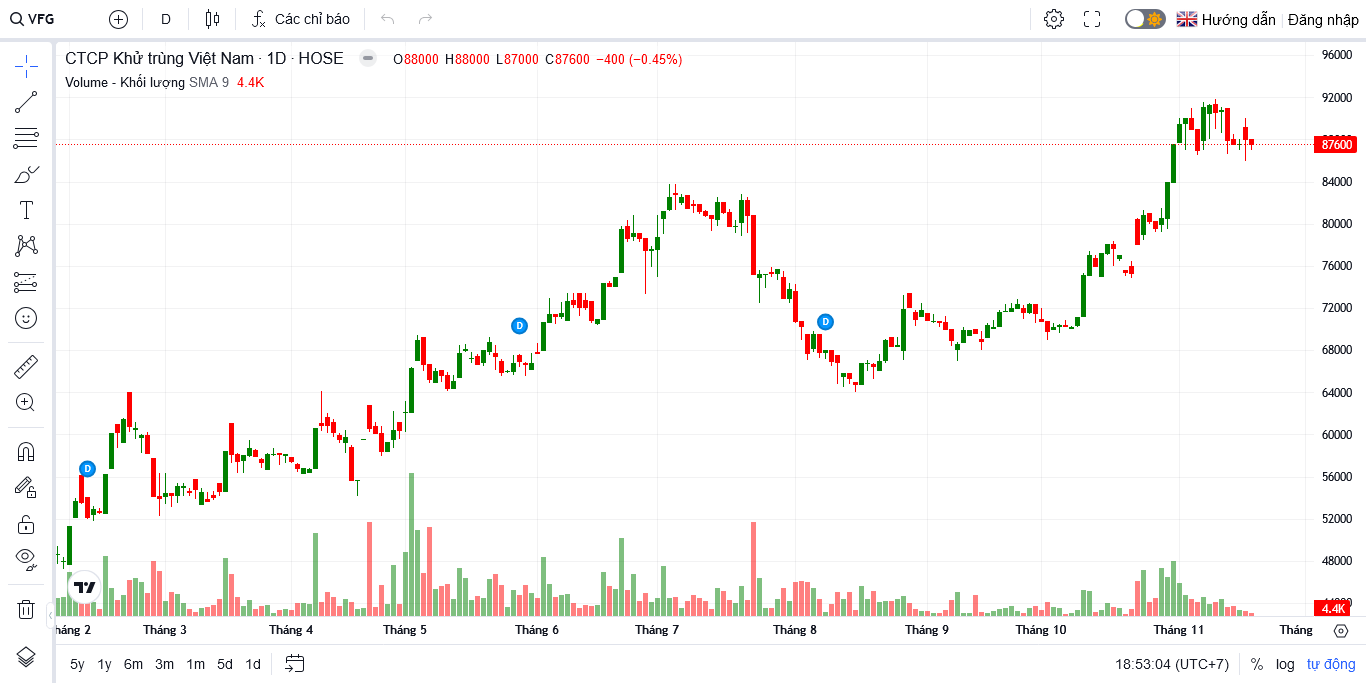 VFG D Các chỉ báo Hướng dẫn Đăng nhập
CTCP Khử trùng Việt Nam · 1D · HOSE O88000 H88000 L87000 C87600 −400 (−0.45%)
Volume - Khối lượng SMA 9 4.4K
96000
92000
87600
84000
80000
76000
72000
68000
64000
60000
56000
52000
48000
4.4K
D
D
D
Tháng 3 Tháng 4 Tháng 5 Tháng 6 Tháng 7 Tháng 8 Tháng 9 Tháng 10 Tháng 11 Tháng
5y 1y 6m 3m 1m 5d 1d 18:53:04 (UTC+7) % log tự động